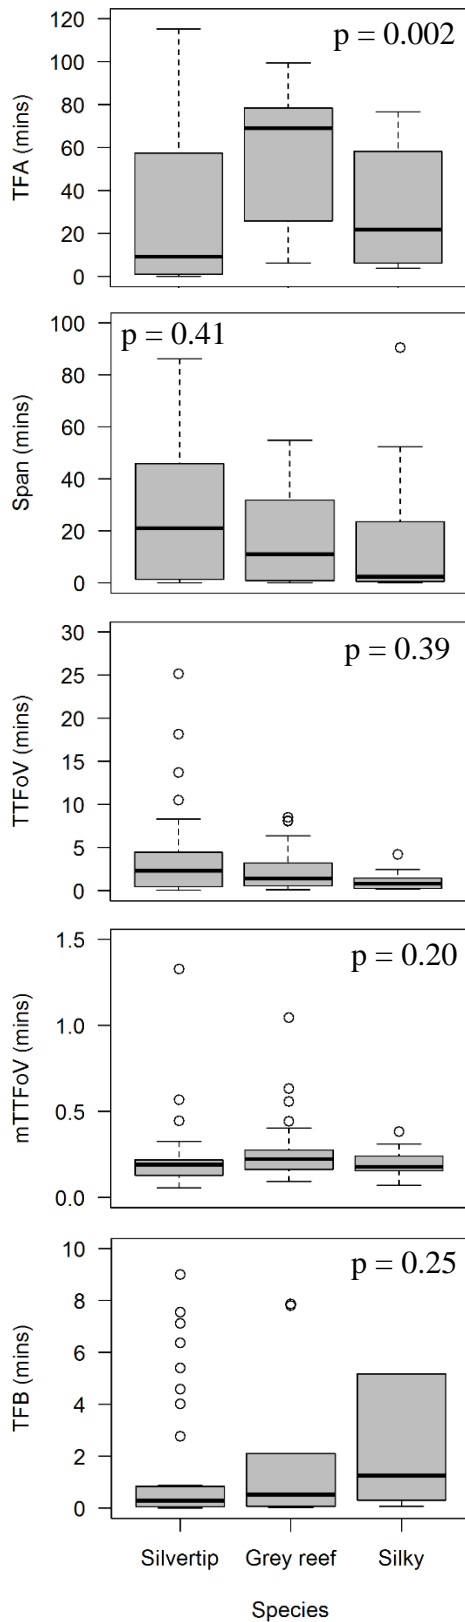 120
100
80
60
40
20
0
TFA (mins)
p = 0.002
100
80
60
40
20
0
Span (mins)
p = 0.41
30
25
20
15
10
5
0
TTFoV (mins)
p = 0.39
1.5
1.0
0.5
0.0
mTTFoV (mins)
p = 0.20
10
8
6
4
2
0
TFB (mins)
p = 0.25
Silvertip Grey reef Silky
Species